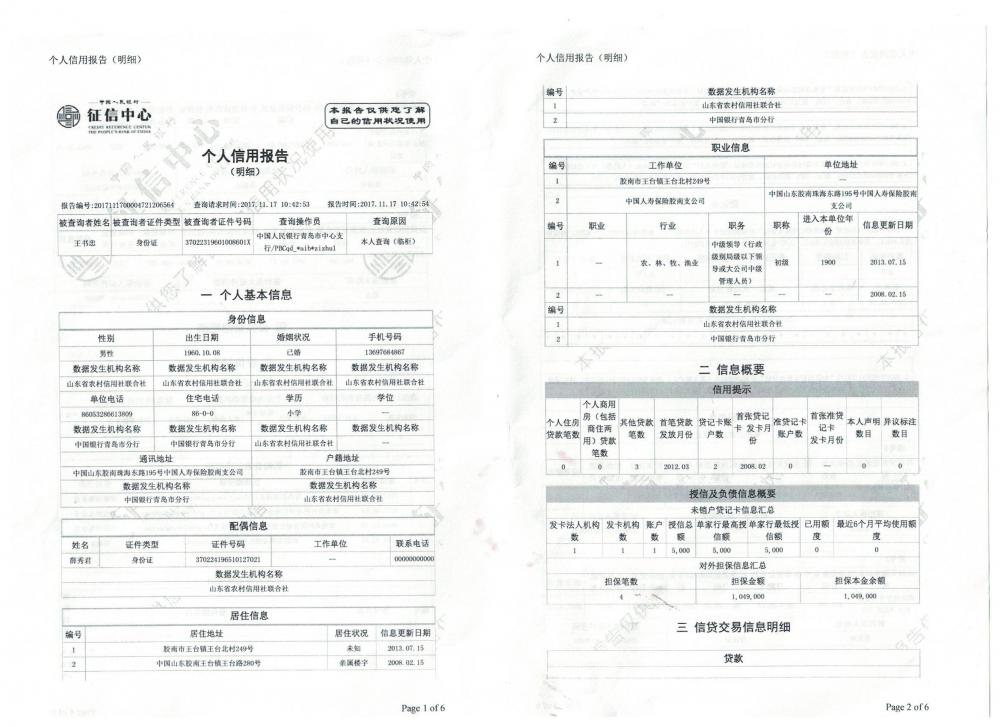 个人信用报告（明细）
中国人民银行
征信中心
CREDIT REFERENCE CENTER
THE PEOPLE'S BANK OF CHINA
本报告仅供您了解
自己的信用状况使用
个人信用报告
（明细）
报告编号:2017111700004721206564 查询请求时间:2017.11.17 10:42:53 报告时间:2017.11.17 10:42:54
被查询者姓名 被查询者证件类型 被查询者证件号码 查询操作员 查询原因
王书忠 身份证 37022319601008601X 中国人民银行青岛市中心支行/PBCqd_*aib*zizhu1 本人查询（临柜）
一 个人基本信息
身份信息
性别 出生日期 婚姻状况 手机号码
男性 1960.10.08 已婚 13697684867
数据发生机构名称 数据发生机构名称 数据发生机构名称 数据发生机构名称
山东省农村信用社联合社 山东省农村信用社联合社 山东省农村信用社联合社 山东省农村信用社联合社
单位电话 住宅电话 学历 学位
86053286613809 86-0-0 小学 --
数据发生机构名称 数据发生机构名称 数据发生机构名称 数据发生机构名称
中国银行青岛市分行 中国银行青岛市分行 山东省农村信用社联合社 --
通讯地址 户籍地址
中国山东胶南珠海东路195号中国人寿保险胶南支公司 胶南市王台镇王台北村249号
数据发生机构名称 数据发生机构名称
中国银行青岛市分行 山东省农村信用社联合社
配偶信息
姓名 证件类型 证件号码 工作单位 联系电话
薛秀君 身份证 370224196510127021 -- 00000000000
数据发生机构名称
山东省农村信用社联合社
居住信息
编号 居住地址 居住状况 信息更新日期
1 胶南市王台镇王台北村249号 未知 2013.07.15
2 中国山东胶南王台镇王台路280号 亲属楼宇 2008.02.15
Page 1 of 6
个人信用报告（明细）
编号 数据发生机构名称
1 山东省农村信用社联合社
2 中国银行青岛市分行
职业信息
编号 工作单位 单位地址
1 胶南市王台镇王台北村249号 --
2 中国人寿保险胶南支公司 中国山东胶南珠海东路195号中国人寿保险胶南支公司
编号 职业 行业 职务 职称 进入本单位年份 信息更新日期
1 -- 农、林、牧、渔业 中级领导（行政级别局级以下领导或大公司中级管理人员） 初级 1900 2013.07.15
2 -- -- -- -- -- 2008.02.15
编号 数据发生机构名称
1 山东省农村信用社联合社
2 中国银行青岛市分行
二 信息概要
信用提示
个人住房贷款笔数 个人商用房（包括商住两用）贷款笔数 其他贷款笔数 首笔贷款发放月份 贷记卡账户数 首张贷记卡 发卡月份 准贷记卡账户数 首张准贷记卡 发卡月份 本人声明数目 异议标注数目
0 0 3 2012.03 2 2008.02 0 -- 0 0
授信及负债信息概要
未销户贷记卡信息汇总
发卡法人机构数 发卡机构数 账户数 授信总额 单家行最高授信额 单家行最低授信额 已用额度 最近6个月平均使用额度
1 1 1 5,000 5,000 5,000 0 0
对外担保信息汇总
担保笔数 担保金额 担保本金余额
4 1,049,000 1,049,000
三 信贷交易信息明细
贷款
Page 2 of 6